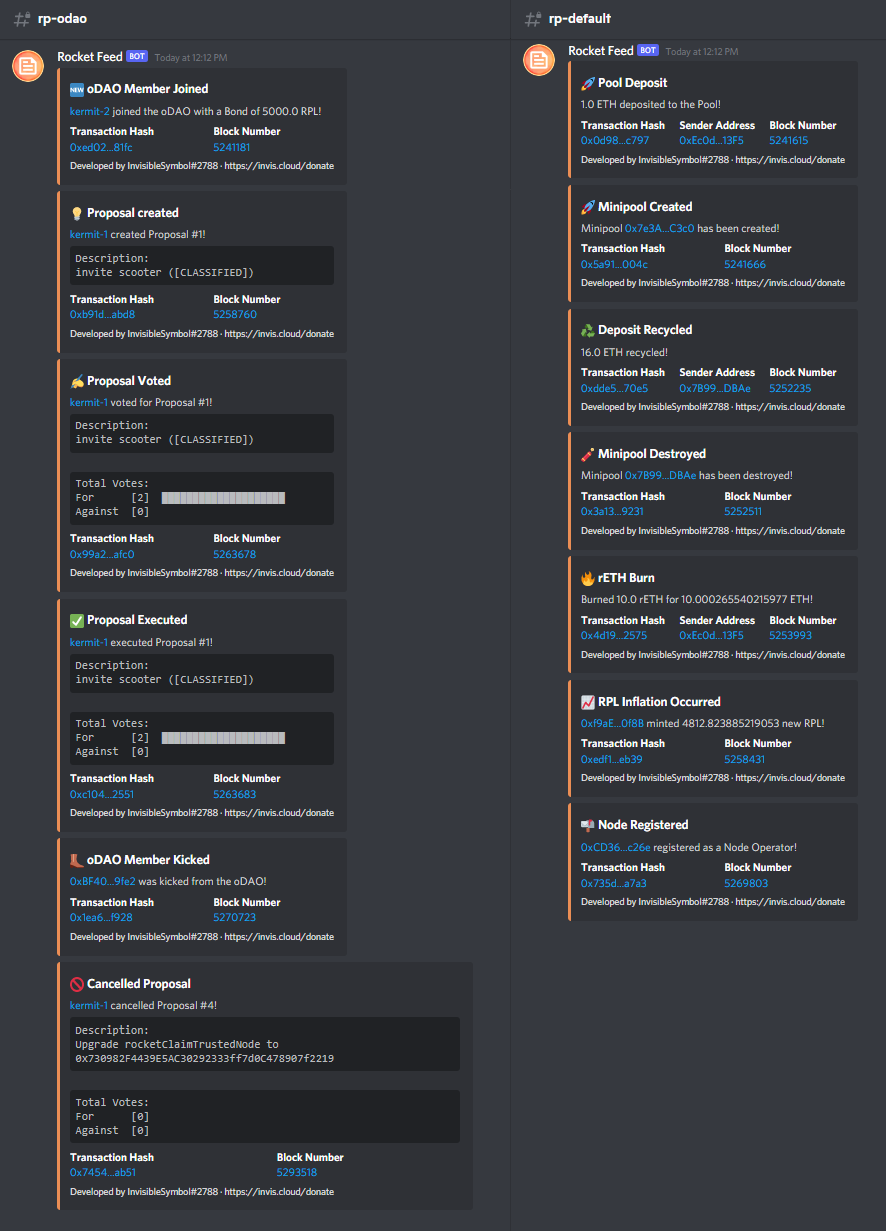 rp-odao
Rocket Feed BOT Today at 12:12 PM
NEW oDAO Member Joined
kermit-2 joined the oDAO with a Bond of 5000.0 RPL!
Transaction Hash Block Number
0xed02...81fc 5241181
Developed by InvisibleSymbol#2788 · https://invis.cloud/donate
Proposal created
kermit-1 created Proposal #1!
Description:
invite scooter ([CLASSIFIED])
Transaction Hash Block Number
0xb91d...abd8 5258760
Developed by InvisibleSymbol#2788 · https://invis.cloud/donate
Proposal Voted
kermit-1 voted for Proposal #1!
Description:
invite scooter ([CLASSIFIED])
Total Votes:
For [2]
Against [0]
Transaction Hash Block Number
0x99a2...afc0 5263678
Developed by InvisibleSymbol#2788 · https://invis.cloud/donate
Proposal Executed
kermit-1 executed Proposal #1!
Description:
invite scooter ([CLASSIFIED])
Total Votes:
For [2]
Against [0]
Transaction Hash Block Number
0xc104...2551 5263683
Developed by InvisibleSymbol#2788 · https://invis.cloud/donate
oDAO Member Kicked
0xBF40...9fe2 was kicked from the oDAO!
Transaction Hash Block Number
0x1ea6...f928 5270723
Developed by InvisibleSymbol#2788 · https://invis.cloud/donate
Cancelled Proposal
kermit-1 cancelled Proposal #4!
Description:
Upgrade rocketClaimTrustedNode to
0x730982F4439E5AC30292333ff7d0C478907f2219
Total Votes:
For [0]
Against [0]
Transaction Hash Block Number
0x7454...ab51 5293518
Developed by InvisibleSymbol#2788 · https://invis.cloud/donate
rp-default
Rocket Feed BOT Today at 12:12 PM
Pool Deposit
1.0 ETH deposited to the Pool!
Transaction Hash Sender Address Block Number
0x0d98...c797 0xEc0d...13F5 5241615
Developed by InvisibleSymbol#2788 · https://invis.cloud/donate
Minipool Created
Minipool 0x7e3A...C3c0 has been created!
Transaction Hash Block Number
0x5a91...004c 5241666
Developed by InvisibleSymbol#2788 · https://invis.cloud/donate
Deposit Recycled
16.0 ETH recycled!
Transaction Hash Sender Address Block Number
0xdde5...70e5 0x7B99...DBAe 5252235
Developed by InvisibleSymbol#2788 · https://invis.cloud/donate
Minipool Destroyed
Minipool 0x7B99...DBAe has been destroyed!
Transaction Hash Block Number
0x3a13...9231 5252511
Developed by InvisibleSymbol#2788 · https://invis.cloud/donate
rETH Burn
Burned 10.0 rETH for 10.000265540215977 ETH!
Transaction Hash Sender Address Block Number
0x4d19...2575 0xEc0d...13F5 5253993
Developed by InvisibleSymbol#2788 · https://invis.cloud/donate
RPL Inflation Occurred
0xf9aE...0f8B minted 4812.823885219053 new RPL!
Transaction Hash Block Number
0xedf1...eb39 5258431
Developed by InvisibleSymbol#2788 · https://invis.cloud/donate
Node Registered
0xCD36...c26e registered as a Node Operator!
Transaction Hash Block Number
0x735d...a7a3 5269803
Developed by InvisibleSymbol#2788 · https://invis.cloud/donate